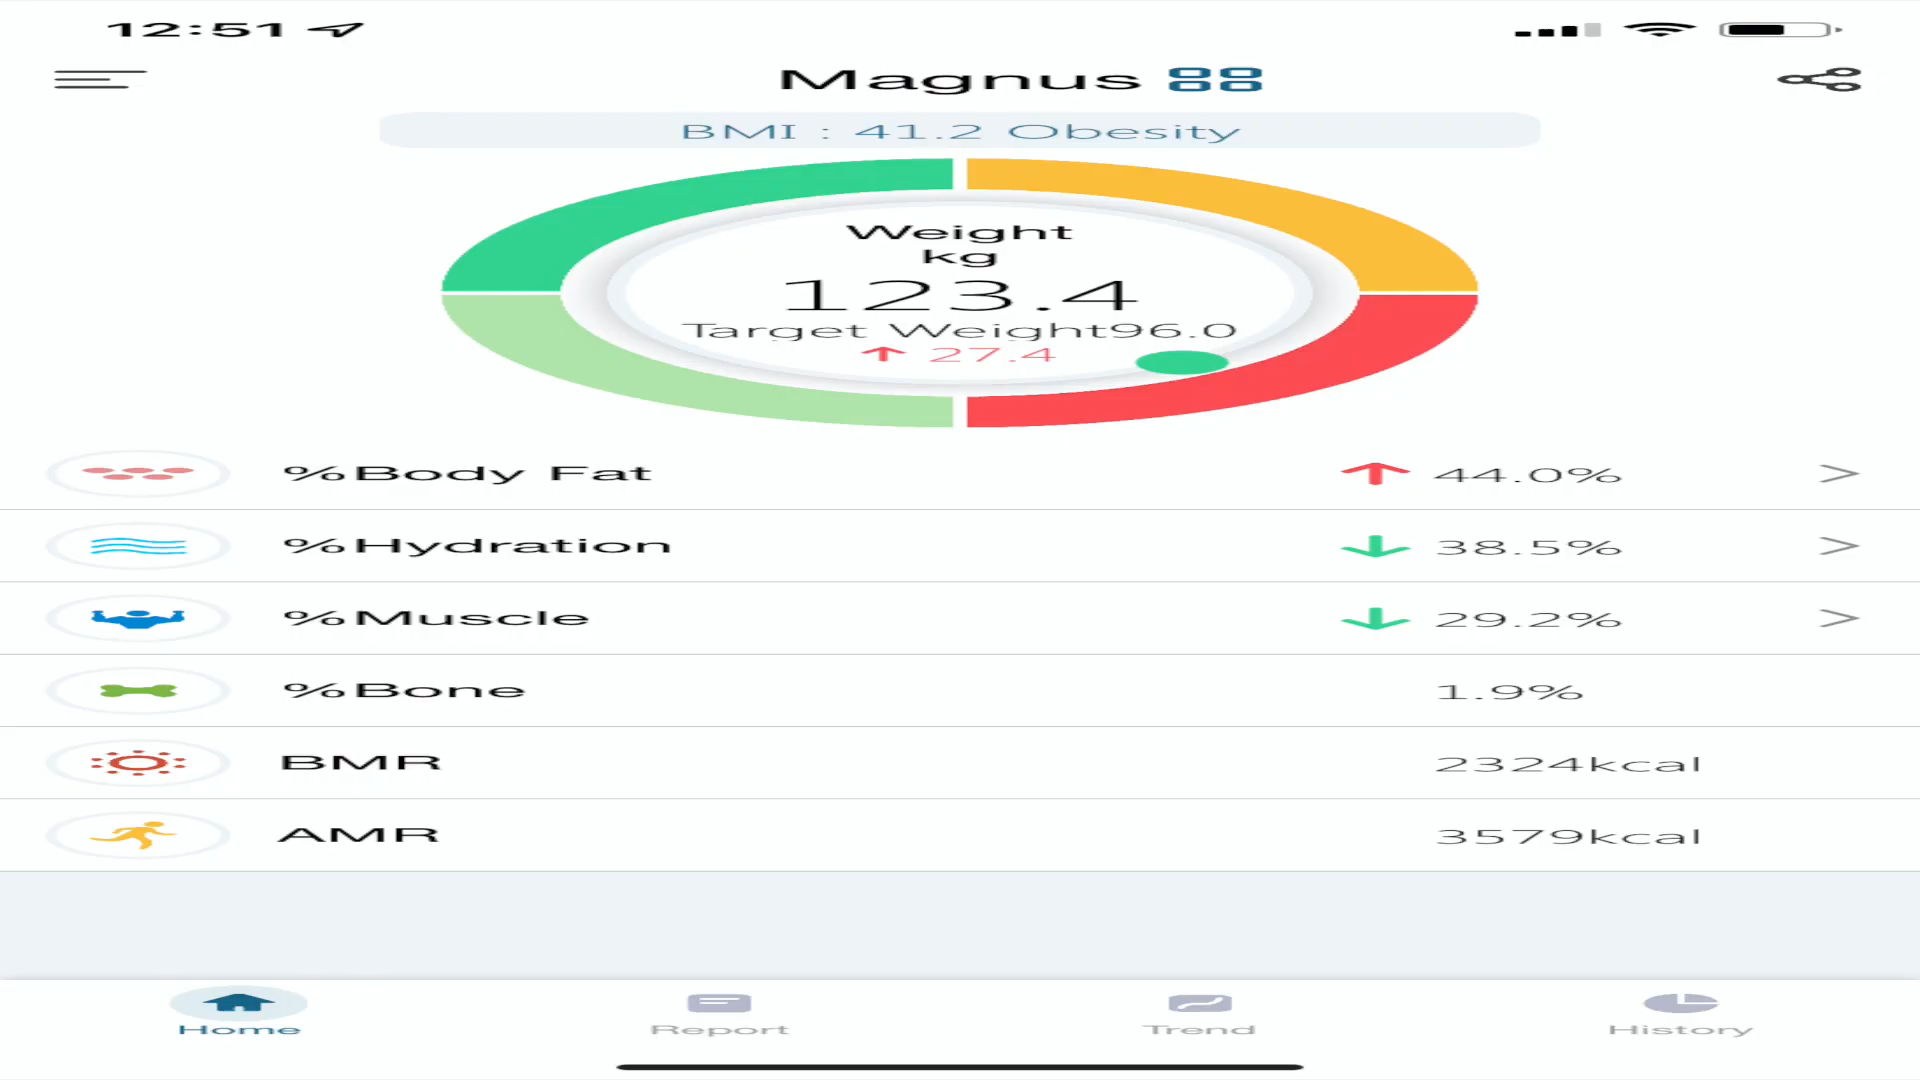 12:51
Magnus
BMI : 41.2 Obesity
Weight
kg
123.4
Target Weight96.0
↑ 27.4
%Body Fat ↑ 44.0% >
%Hydration ↓ 38.5% >
%Muscle ↓ 29.2% >
%Bone 1.9%
BMR 2324kcal
AMR 3579kcal
Home Report Trend History